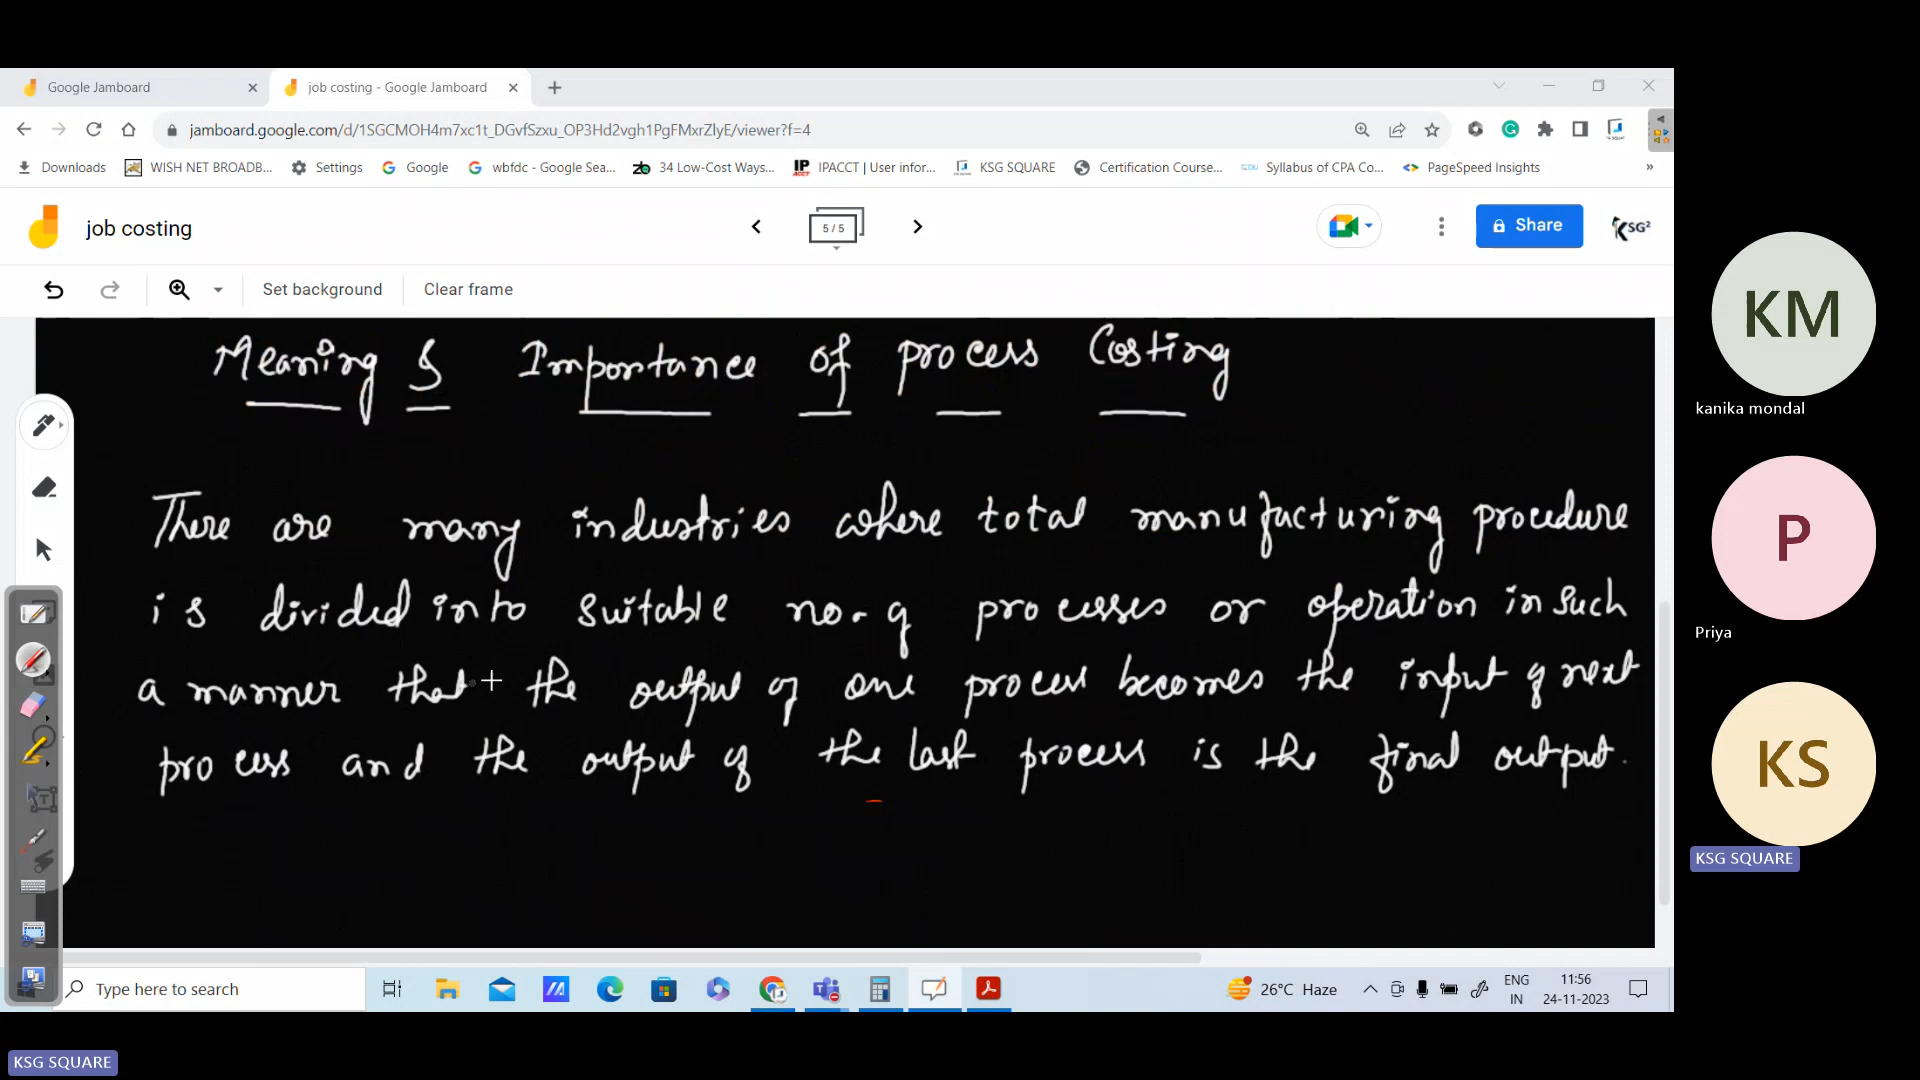 Google Jamboard
job costing - Google Jamboard
jamboard.google.com/d/1SGCMOH4m7xc1t_DGvfSzxu_OP3Hd2vgh1PgFMxrZlyE/viewer?f=4
Downloads WISH NET BROADB... Settings Google wbfdc - Google Sea... 34 Low-Cost Ways... IPACCT | User infor... KSG SQUARE Certification Course... Syllabus of CPA Co... PageSpeed Insights »
job costing 5 / 5 Share KSG²
Set background Clear frame
Meaning & Importance of process Costing
There are many industries where total manufacturing procedure
is divided into suitable no. of processes or operation in such
a manner that the output of one process becomes the input of next
process and the output of the last process is the final output.
KM
kanika mondal
P
Priya
KS
KSG SQUARE
Type here to search 26°C Haze ENG IN 11:56 24-11-2023
KSG SQUARE